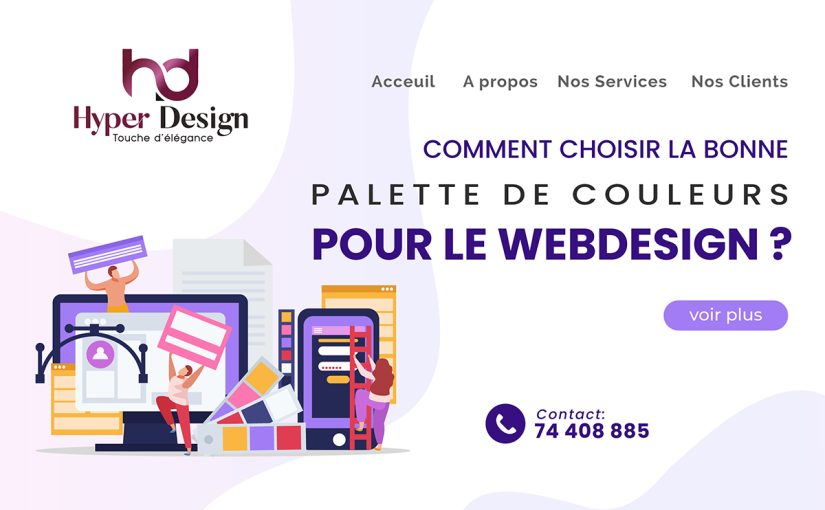 hd
Hyper Design
Touche d'élégance
Acceuil A propos Nos Services Nos Clients
COMMENT CHOISIR LA BONNE
PALETTE DE COULEURS
POUR LE WEBDESIGN ?
voir plus
Contact:
74 408 885